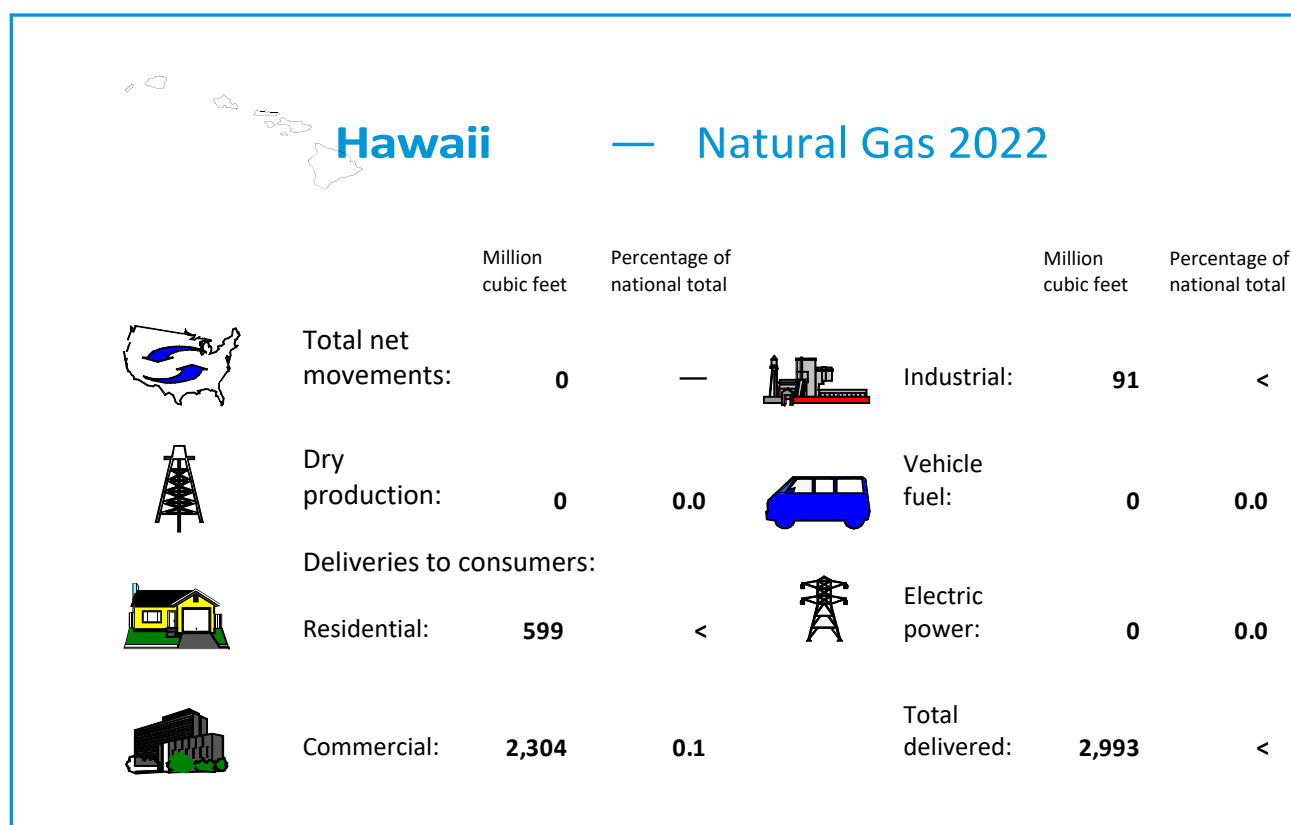 Hawaii — Natural Gas 2022
Million cubic feet
Percentage of national total
Million cubic feet
Percentage of national total
Total net
movements: 0 —
Dry
production: 0 0.0
Deliveries to consumers:
Residential: 599 <
Commercial: 2,304 0.1
Industrial: 91 <
Vehicle
fuel: 0 0.0
Electric
power: 0 0.0
Total
delivered: 2,993 <